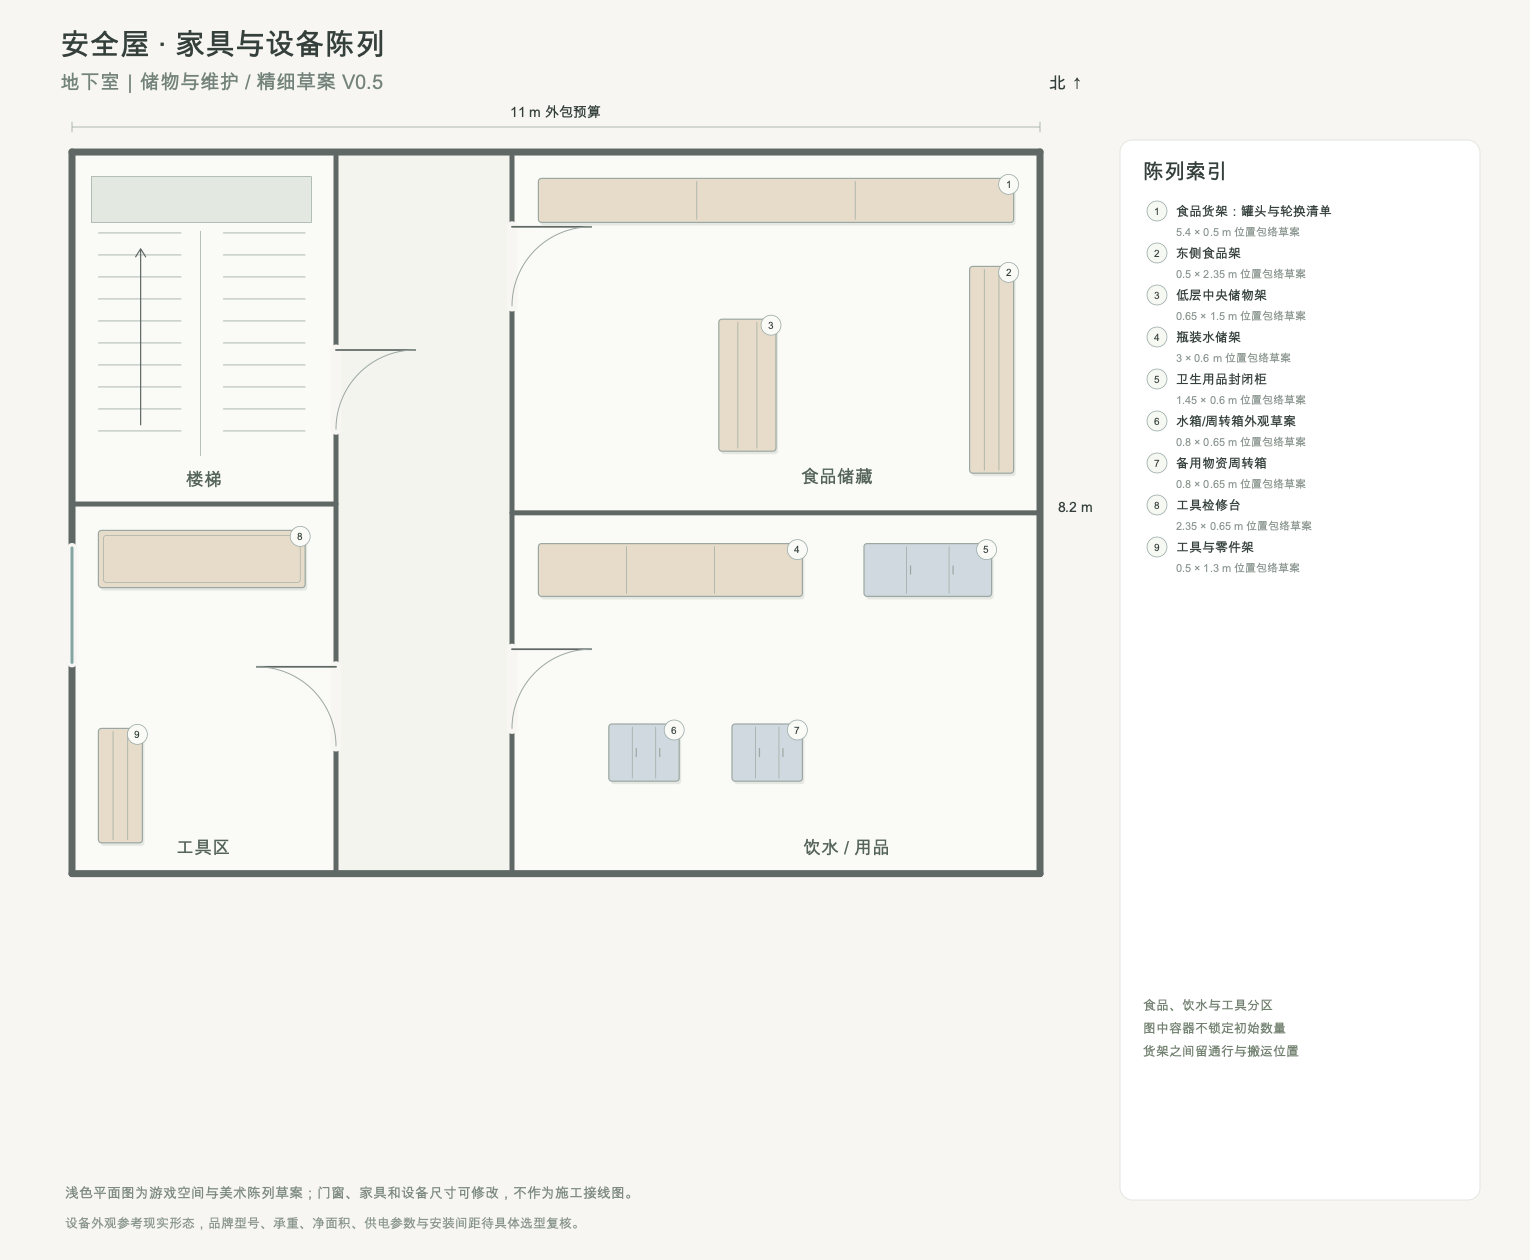 安全屋 · 家具与设备陈列
地下室 | 储物与维护 / 精细草案 V0.5
北 ↑
11 m 外包预算
8.2 m
楼梯
食品储藏
工具区
饮水 / 用品
1
2
3
4
5
6
7
8
9
陈列索引
1 食品货架：罐头与轮换清单
5.4 × 0.5 m 位置包络草案
2 东侧食品架
0.5 × 2.35 m 位置包络草案
3 低层中央储物架
0.65 × 1.5 m 位置包络草案
4 瓶装水储架
3 × 0.6 m 位置包络草案
5 卫生用品封闭柜
1.45 × 0.6 m 位置包络草案
6 水箱/周转箱外观草案
0.8 × 0.65 m 位置包络草案
7 备用物资周转箱
0.8 × 0.65 m 位置包络草案
8 工具检修台
2.35 × 0.65 m 位置包络草案
9 工具与零件架
0.5 × 1.3 m 位置包络草案
食品、饮水与工具分区
图中容器不锁定初始数量
货架之间留通行与搬运位置
浅色平面图为游戏空间与美术陈列草案；门窗、家具和设备尺寸可修改，不作为施工接线图。
设备外观参考现实形态，品牌型号、承重、净面积、供电参数与安装间距待具体选型复核。